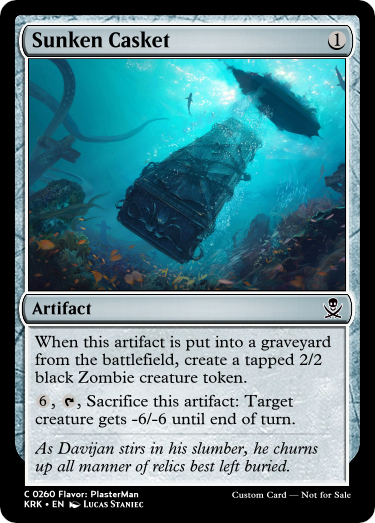 Sunken Casket 1
Artifact
When this artifact is put into a graveyard
from the battlefield, create a tapped 2/2
black Zombie creature token.
6, , Sacrifice this artifact: Target
creature gets -6/-6 until end of turn.
As Davijan stirs in his slumber, he churns
up all manner of relics best left buried.
C 0260 Flavor: PlasterMan
KRK • EN Lucas Staniec
Custom Card — Not for Sale